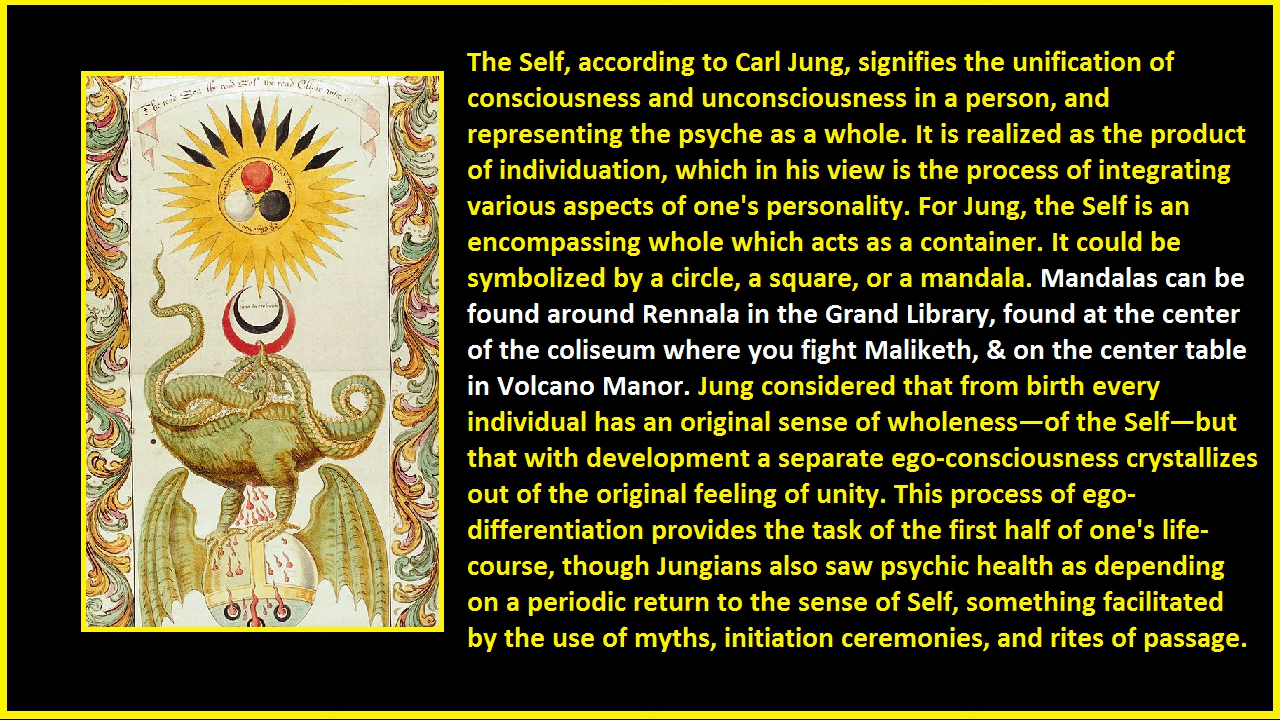 The Self, according to Carl Jung, signifies the unification of
consciousness and unconsciousness in a person, and
representing the psyche as a whole. It is realized as the product
of individuation, which in his view is the process of integrating
various aspects of one's personality. For Jung, the Self is an
encompassing whole which acts as a container. It could be
symbolized by a circle, a square, or a mandala. Mandalas can be
found around Rennala in the Grand Library, found at the center
of the coliseum where you fight Maliketh, & on the center table
in Volcano Manor. Jung considered that from birth every
individual has an original sense of wholeness—of the Self—but
that with development a separate ego-consciousness crystallizes
out of the original feeling of unity. This process of ego-
differentiation provides the task of the first half of one's life-
course, though Jungians also saw psychic health as depending
on a periodic return to the sense of Self, something facilitated
by the use of myths, initiation ceremonies, and rites of passage.